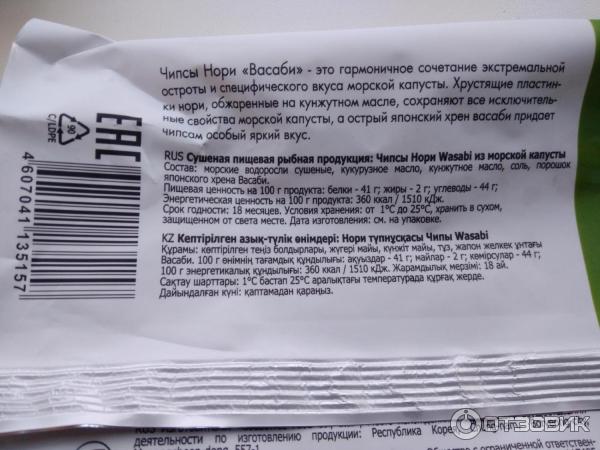 Чипсы Нори «Васаби» - это гармоничное сочетание экстремальной
остроты и специфического вкуса морской капусты. Хрустящие пластин-
ки нори, обжаренные на кунжутном масле, сохраняют все исключитель-
ные свойства морской капусты, а острый японский хрен васаби придает
чипсам особый яркий вкус.
RUS Сушеная пищевая рыбная продукция: Чипсы Нори Wasabi из морской капусты
Состав: морские водоросли сушеные, кукурузное масло, кунжутное масло, соль, порошок
японского хрена Васаби.
Пищевая ценность на 100 г продукта: белки - 41 г; жиры - 2 г; углеводы - 44 г;
Энергетическая ценность на 100 г продукта: 360 ккал / 1510 кДж.
Срок годности: 18 месяцев. Условия хранения: от 1°С до 25°С, хранить в сухом,
защищенном от света месте. Дата изготовления: см. на упаковке.
KZ Кептірілген азық-түлік өнімдері: Нори түпнұсқасы Чипы Wasabi
Құрамы: кептірілген теңіз болдырлары, жүгері майы, күнжіт майы, тұз, жапон желкек ұнтағы
Васаби. 100 г өнімнің тағамдық құндылығы: ақуыздар - 41 г; майлар - 2 г; көмірсулар - 44 г;
100 г энергетикалық құндылығы: 360 ккал / 1510 кДж. Жарамдылық мерзімі: 18 ай.
Сақтау шарттары: 1°С бастап 25°С аралықтағы температурада құрғақ жерде.
Дайындалған күні: қаптамадан қараңыз.
90
C/LDPE
EAC
4 607041 135157
деятельности по изготовлению продукции: Республика Корея
557-1
с ограниченной ответствен-
ОТЗОВИК